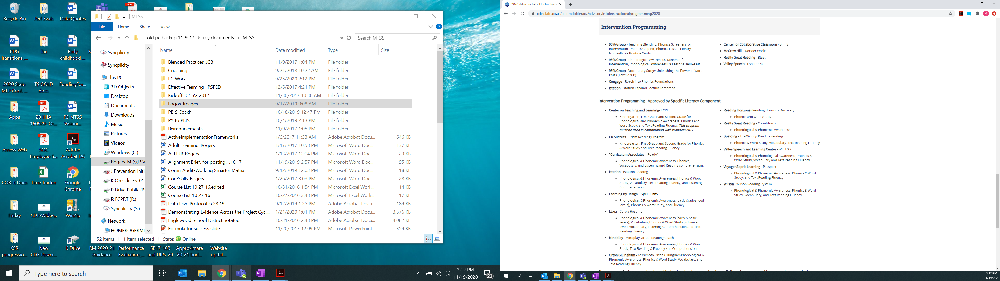 Recycle Bin
Perf Evals
Data Quotes
PDG
Transitions_...
Tax
Early
childhood ...
2020 State
MEP Conf. ...
TS GOLD
docs
FundingFor...
Apps
20 IHIA
160929- Or...
P3 MTSS
Visioni...
Assess Web
SOC
Employee S...
Adobe
Acrobat DC
COR-K Docs
Time Tracker
Google
Chrome
Friday
CDE-Wide-...
WinZip
KSR
progressio...
New
CDE-Power...
K Drive
RM 2020-21
Guidance
Performance
Evaluation_...
SB17-103
and UIPs_20
Approximate
20_21 bud...
Website
updat...
MTSS
File Home Share View
« old pc backup 11_9_17 > my documents > MTSS
Search MTSS
Syncplicity
Syncplicity
This PC
3D Objects
Desktop
Documents
Downloads
Music
Pictures
Videos
Windows (C:)
Rogers_M (\\FSV
J Prevention Initi
K On Cde-FS-01
P Drive Public (P:
R ECPDT (R:)
Syncplicity (S:)
Network
HOMEROGERML
Name Date modified Type Size
Blended Practices-JGB 11/9/2017 1:04 PM File folder
Coaching 9/21/2018 10:22 AM File folder
EC Work 9/25/2020 2:12 PM File folder
Effective Teaming--PSPED 12/5/2017 4:21 PM File folder
Kickoffs C1 Y2 2017 11/30/2017 10:36 AM File folder
Logos_Images 9/17/2019 9:08 AM File folder
PBIS Coach 10/18/2019 12:47 PM File folder
PY to PBIS 10/4/2019 2:13 PM File folder
Reimbursements 11/9/2017 1:05 PM File folder
ActiveImplementationFrameworks 1/6/2017 11:33 AM Adobe Acrobat Docu... 646 KB
Adult_Learning_Rogers 1/17/2017 10:58 PM Microsoft Word Doc... 137 KB
AI HUB_Rogers 1/13/2017 12:04 PM Microsoft Word Doc... 29 KB
Alignment Brief. for posting.1.16.17 11/19/2019 2:57 PM Microsoft Word Doc... 95 KB
CommAudit-Working Smarter Matrix 9/12/2019 12:03 PM Microsoft Word Doc... 18 KB
CoreSkills_Rogers 1/26/2017 3:09 PM Microsoft Word Doc... 28 KB
Course List 10 27 16.edited 10/31/2016 1:54 PM Microsoft Excel Work... 14 KB
Course List 10 27 16 10/27/2016 3:48 PM Microsoft Excel Work... 17 KB
Data Dive Protocol. 6.28.19 9/12/2019 1:25 PM Adobe Acrobat Docu... 189 KB
Demonstrating Evidence Across the Project Cycl... 1/21/2020 1:01 PM Adobe Acrobat Docu... 3,376 KB
Englewood School District.notated 10/31/2016 2:48 PM Adobe Acrobat Docu... 4,082 KB
Formula for success slide 11/20/2017 12:09 PM Microsoft PowerPoint... 359 KB
52 items 1 item selected State: Online
Type here to search
3:12 PM
11/19/2020
22
2020 Advisory List of Instruction
cde.state.co.us/coloradoliteracy/advisorylistofinstructionalprogramming2020
M
Intervention Programming
• 95% Group - Teaching Blending, Phonics Screeners for
Intervention, Phonics Chip Kit, Phonics Lesson Library,
Multisyllable Routine Cards
• 95% Group - Phonological Awareness, Screener for
Intervention, Phonological Awareness PA Lessons Deluxe Kit
• 95% Group - Vocabulary Surge: Unleashing the Power of Word
Parts (Level A & B)
• Cengage - Reach into Phonics Foundations
• Istation- Istation Espanol Lectura Temprana
• Center for Collaborative Classroom - SIPPS
• McGraw Hill - Wonder Works
• Really Great Reading - Blast
• Valley Speech - Esperanza
Intervention Programming - Approved by Specific Literacy Component
• Center on Teaching and Learning- ECRI
Kindergarten, First Grade and Second Grade for
Phonological and Phonemic Awareness, Phonics and
Word Study, and Text Reading Fluency. This program
must be used in combination with Wonders 2017.
• CR Success - Prism Reading Program
Kindergarten, First Grade and Second Grade for Phonics
& Word Study and Text Reading Fluency
• *Curriculum Associates-i-Ready*
Phonological & Phonemic awareness, Phonics,
Vocabulary, and Listening and Reading comprehension.
• Istation - Istation Reading
Phonological & Phonemic Awareness, Phonics & Word
Study, Vocabulary, Text Reading Fluency, and Listening
Comprehension
• Learning By Design - Spell-Links
Phonological & Phonemic Awareness (basic & advanced
levels), Phonics & Word Study, and Fluency
• Lexia - Core 5 Reading
Phonological & Phonemic Awareness (early & basic
levels), Vocabulary, Phonics & Word Study (advanced
level), Vocabulary, Listening Comprehension and Text
Reading Fluency
• Mindplay - Mindplay Virtual Reading Coach
Phonological & Phonemic Awareness, Phonics & Word
Study, Text Reading & Fluency and Comprehension
• Orton Gillingham - Yoshimoto Orton GillinghamPhonological &
Phonemic Awareness, Phonics & Word Study, Vocabulary, and
Text Reading Fluency
• Reading Horizons- Reading Horizons Discovery
Phonics and Word Study
• Really Great Reading - Countdown
Phonological & Phonemic Awareness
• Spalding - The Writing Road to Reading
Phonics & Word Study, Vocabulary, Text Reading Fluency
• Valley Speech and Learning Center - WELLS 2
Phonological & Phonological Awareness, Phonics &
Word Study, Vocabulary and Text Reading Fluency
• Voyager Sopris Learning - Passport
Phonological & Phonemic Awareness, Phonics & Word
Study, and Text Reading Fluency
• Wilson - Wilson Reading System
Phonological & Phonemic Awareness, Phonics & Word
Study, Vocabulary, and Text Reading Fluency
3:12 PM
11/19/2020